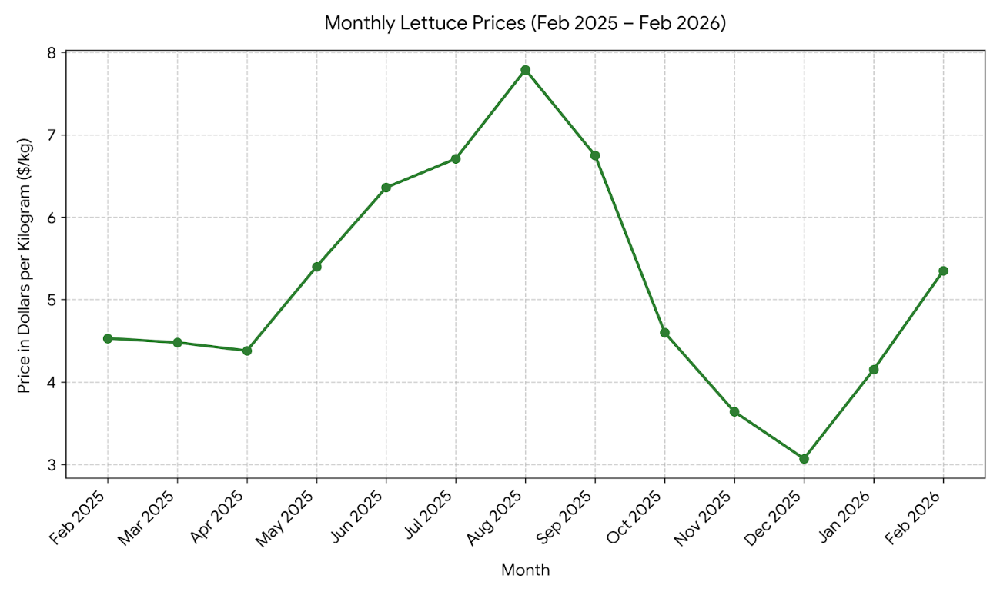 Monthly Lettuce Prices (Feb 2025 – Feb 2026)
Price in Dollars per Kilogram ($/kg)
8
7
6
5
4
3
Feb 2025
Mar 2025
Apr 2025
May 2025
Jun 2025
Jul 2025
Aug 2025
Sep 2025
Oct 2025
Nov 2025
Dec 2025
Jan 2026
Feb 2026
Month